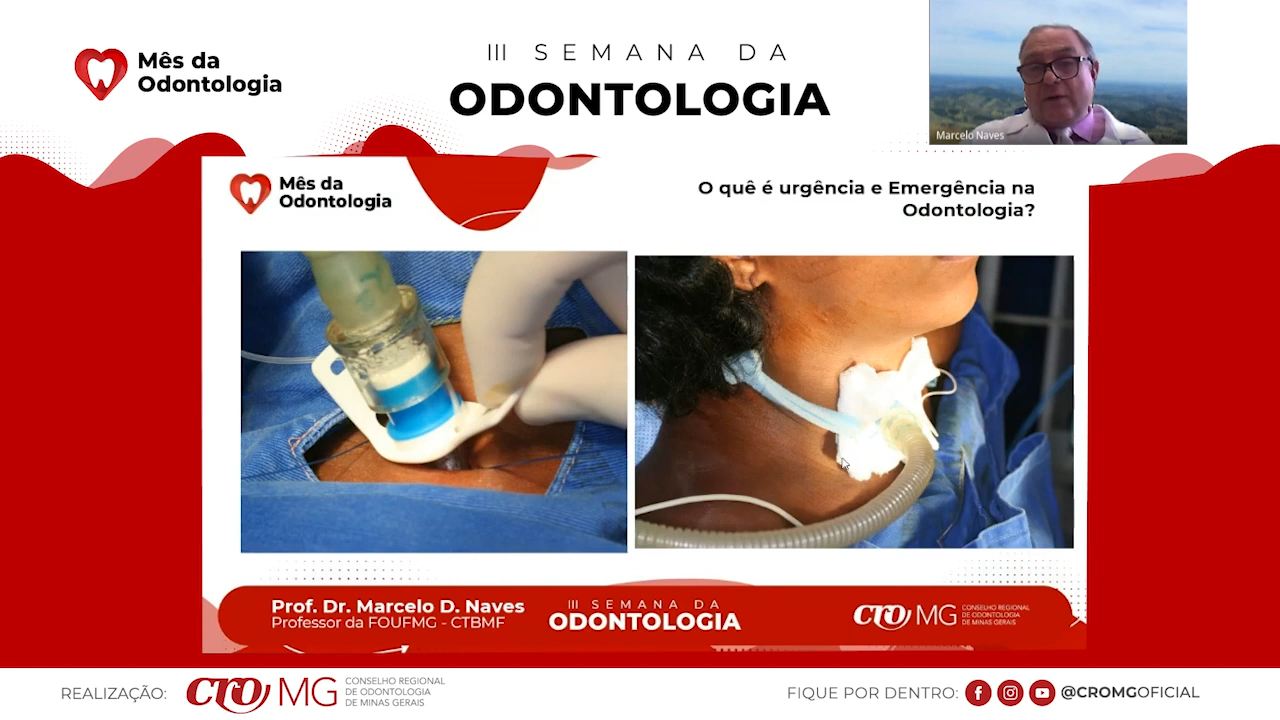 Mês da
Odontologia
III SEMANA DA
ODONTOLOGIA
Marcelo Naves
Mês da
Odontologia
O quê é urgência e Emergência na
Odontologia?
Prof. Dr. Marcelo D. Naves
Professor da FOUFMG - CTBMF
III SEMANA DA
ODONTOLOGIA
CRO MG
CONSELHO REGIONAL
DE ODONTOLOGIA
DE MINAS GERAIS
REALIZAÇÃO:
CRO MG
CONSELHO REGIONAL
DE ODONTOLOGIA
DE MINAS GERAIS
FIQUE POR DENTRO:
@CROMGOFICIAL